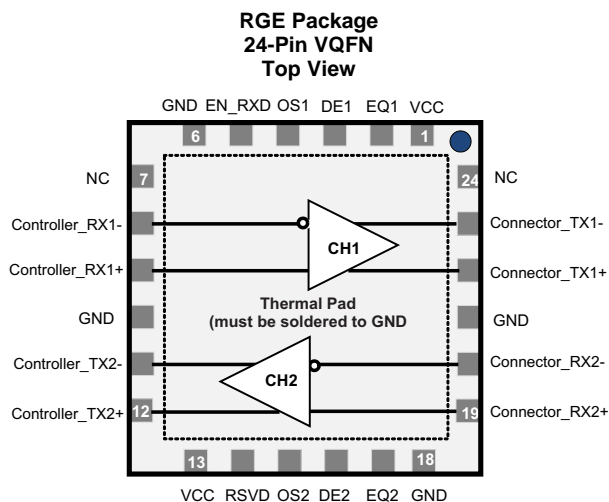 RGE Package
24-Pin VQFN
Top View
GND EN_RXD OS1 DE1 EQ1 VCC
6 1
NC 7 24 NC
Controller_RX1- Connector_TX1-
CH1
Controller_RX1+ Connector_TX1+
Thermal Pad
GND (must be soldered to GND GND
Controller_TX2- Connector_RX2-
CH2
Controller_TX2+ 12 19 Connector_RX2+
13 18
VCC RSVD OS2 DE2 EQ2 GND